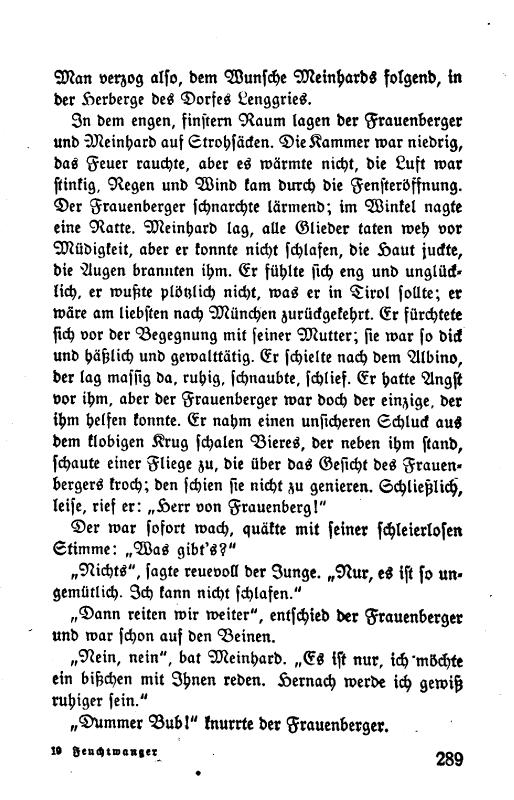 Man verzog also, dem Wunsche Meinhards folgend, in
der Herberge des Dorfes Lenggries.
In dem engen, finstern Raum lagen der Frauenberger
und Meinhard auf Strohsäcken. Die Kammer war niedrig,
das Feuer rauchte, aber es wärmte nicht, die Luft war
stinkig, Regen und Wind kam durch die Fensteröffnung.
Der Frauenberger schnarchte lärmend; im Winkel nagte
eine Ratte. Meinhard lag, alle Glieder taten weh vor
Müdigkeit, aber er konnte nicht schlafen, die Haut juckte,
die Augen brannten ihm. Er fühlte sich eng und unglück-
lich, er wußte plötzlich nicht, was er in Tirol sollte; er
wäre am liebsten nach München zurückgekehrt. Er fürchtete
sich vor der Begegnung mit seiner Mutter; sie war so dick
und häßlich und gewalttätig. Er schielte nach dem Albino,
der lag massig da, ruhig, schnaubte, schlief. Er hatte Angst
vor ihm, aber der Frauenberger war doch der einzige, der
ihm helfen konnte. Er nahm einen unsicheren Schluck aus
dem klobigen Krug schalen Bieres, der neben ihm stand,
schaute einer Fliege zu, die über das Gesicht des Frauen-
bergers kroch; den schien sie nicht zu genieren. Schließlich,
leise, rief er: „Herr von Frauenberg!"
Der war sofort wach, quäkte mit seiner schleierlosen
Stimme: „Was gibt's?"
„Nichts", sagte reuevoll der Junge. „Nur, es ist so un-
gemütlich. Ich kann nicht schlafen."
„Dann reiten wir weiter", entschied der Frauenberger
und war schon auf den Beinen.
„Nein, nein", bat Meinhard. „Es ist nur, ich möchte
ein bißchen mit Ihnen reden. Hernach werde ich gewiß
ruhiger sein."
„Dummer Bub!" knurrte der Frauenberger.
19 Feuchtwanger
289